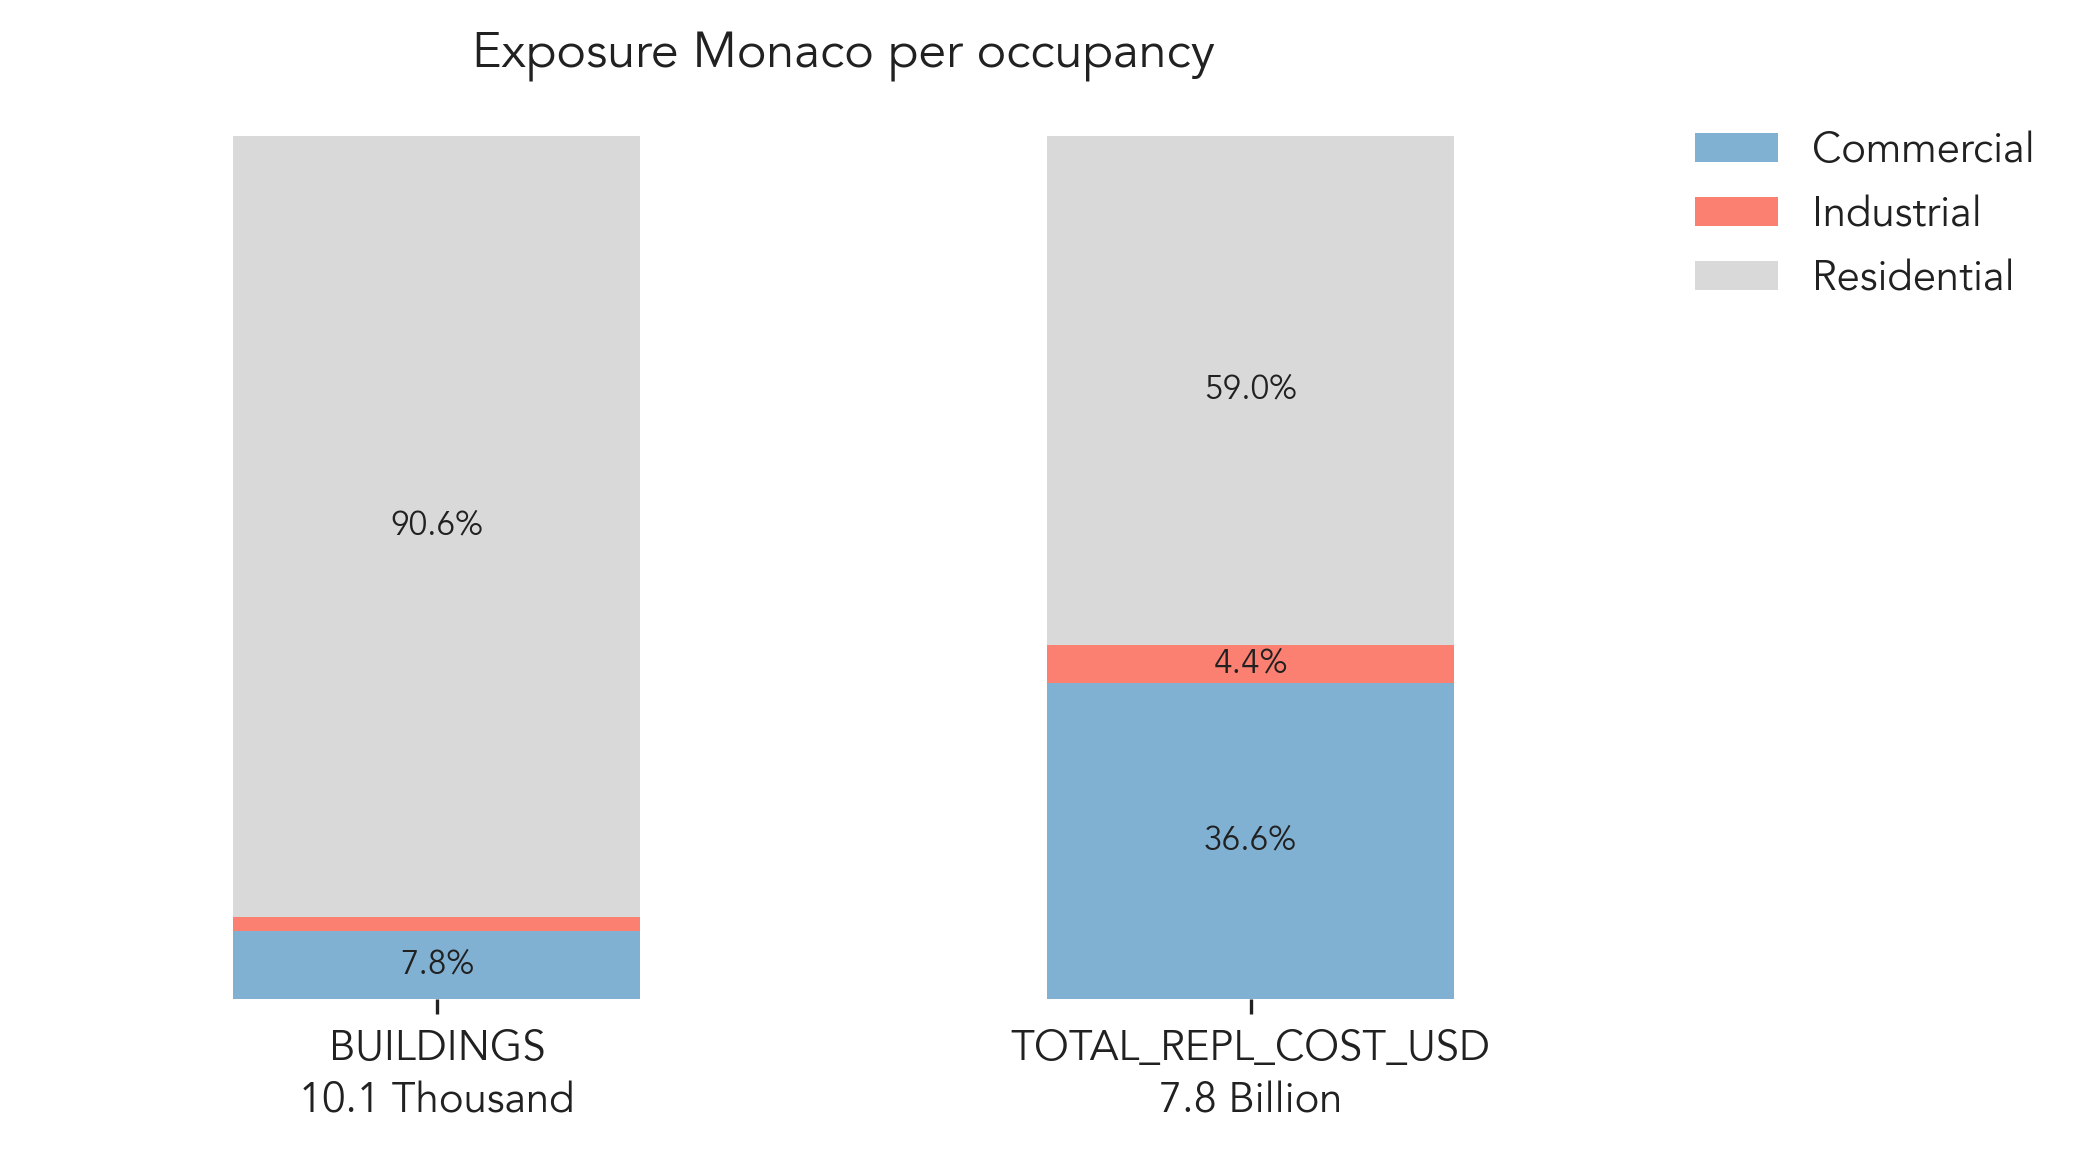 Exposure Monaco per occupancy
Commercial
Industrial
Residential
90.6%
7.8%
59.0%
4.4%
36.6%
BUILDINGS
10.1 Thousand
TOTAL_REPL_COST_USD
7.8 Billion